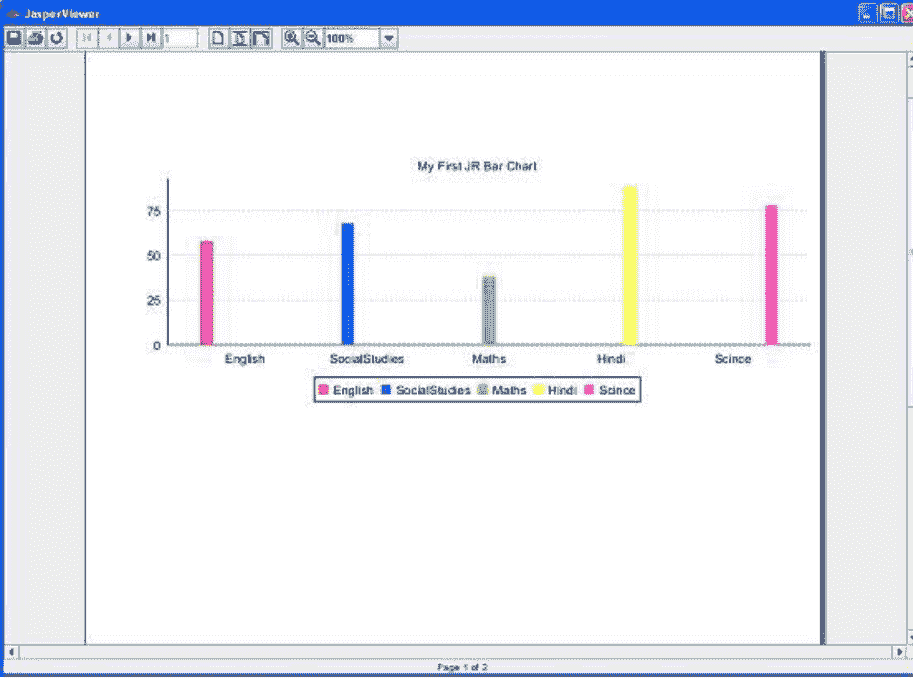 JasperViewer
1
100%
My First JR Bar Chart
75
50
25
0
English SocialStudies Maths Hindi Scince
English SocialStudies Maths Hindi Scince
Page 1 of 2